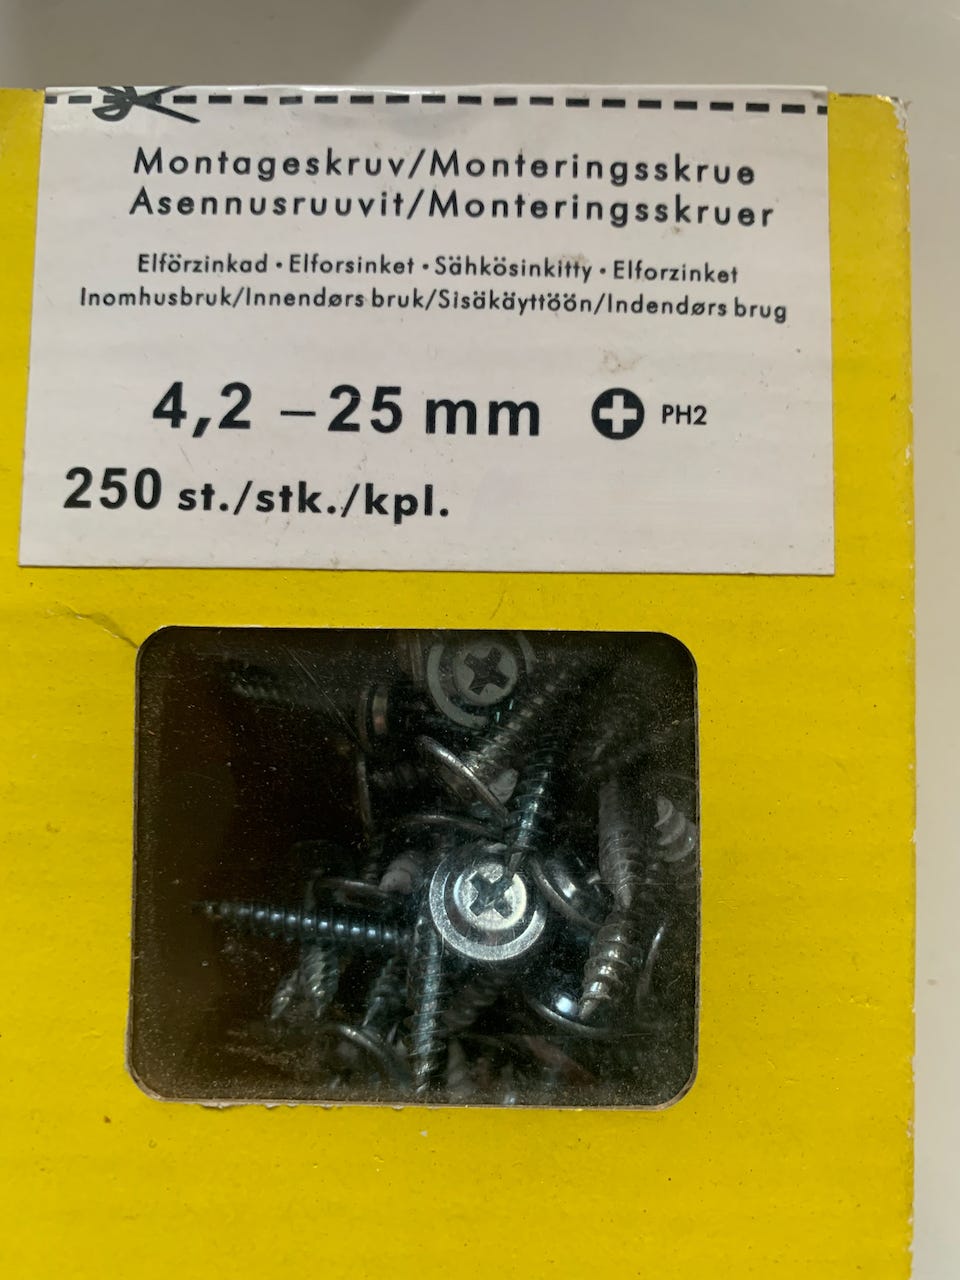 Montageskruv/Monteringsskrue
Asennusruuvit/Monteringsskruer
Elförzinkad • Elforsinket • Sähkösinkitty • Elforzinket
Inomhusbruk/Innendørs bruk/Sisäkäyttöön/Indendørs brug
4,2 – 25 mm PH2
250 st./stk./kpl.